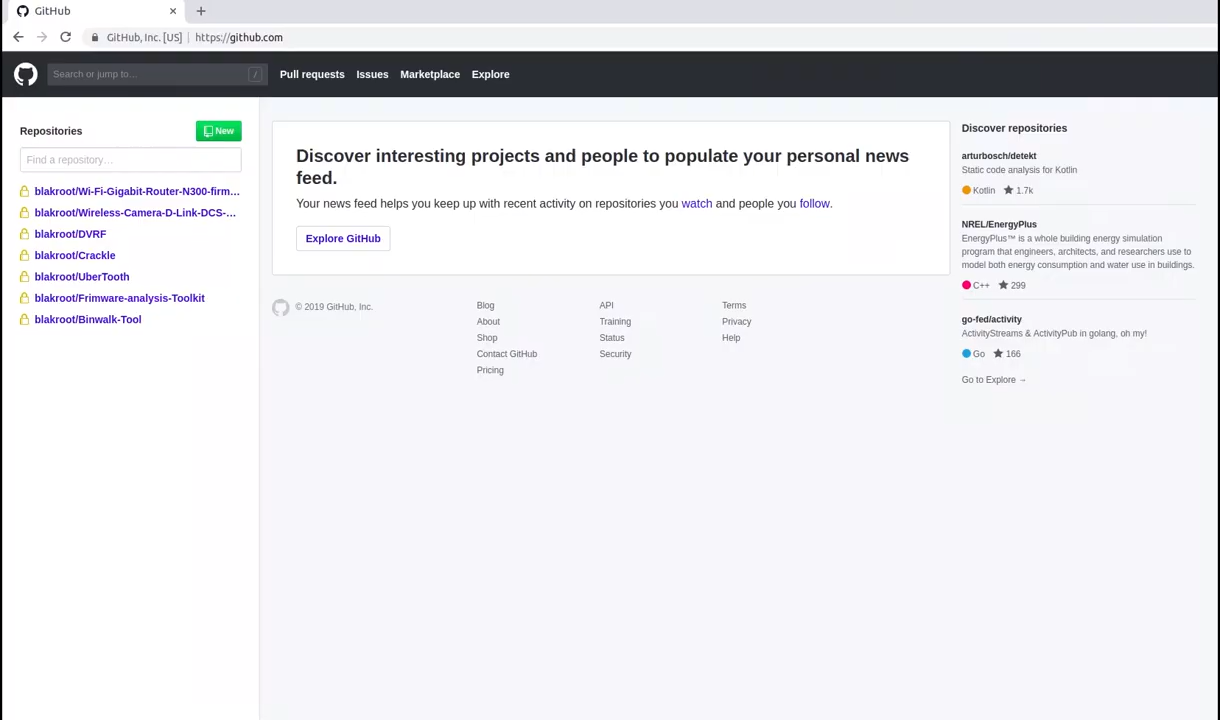 GitHub
GitHub, Inc. [US] | https://github.com
Search or jump to… /
Pull requests Issues Marketplace Explore
Repositories
New
Find a repository…
blakroot/Wi-Fi-Gigabit-Router-N300-firm…
blakroot/Wireless-Camera-D-Link-DCS-…
blakroot/DVRF
blakroot/Crackle
blakroot/UberTooth
blakroot/Frimware-analysis-Toolkit
blakroot/Binwalk-Tool
Discover interesting projects and people to populate your personal news
feed.
Your news feed helps you keep up with recent activity on repositories you watch and people you follow.
Explore GitHub
© 2019 GitHub, Inc.
Blog
About
Shop
Contact GitHub
Pricing
API
Training
Status
Security
Terms
Privacy
Help
Discover repositories
arturbosch/detekt
Static code analysis for Kotlin
Kotlin 1.7k
NREL/EnergyPlus
EnergyPlus™ is a whole building energy simulation
program that engineers, architects, and researchers use to
model both energy consumption and water use in buildings.
C++ 299
go-fed/activity
ActivityStreams & ActivityPub in golang, oh my!
Go 166
Go to Explore →